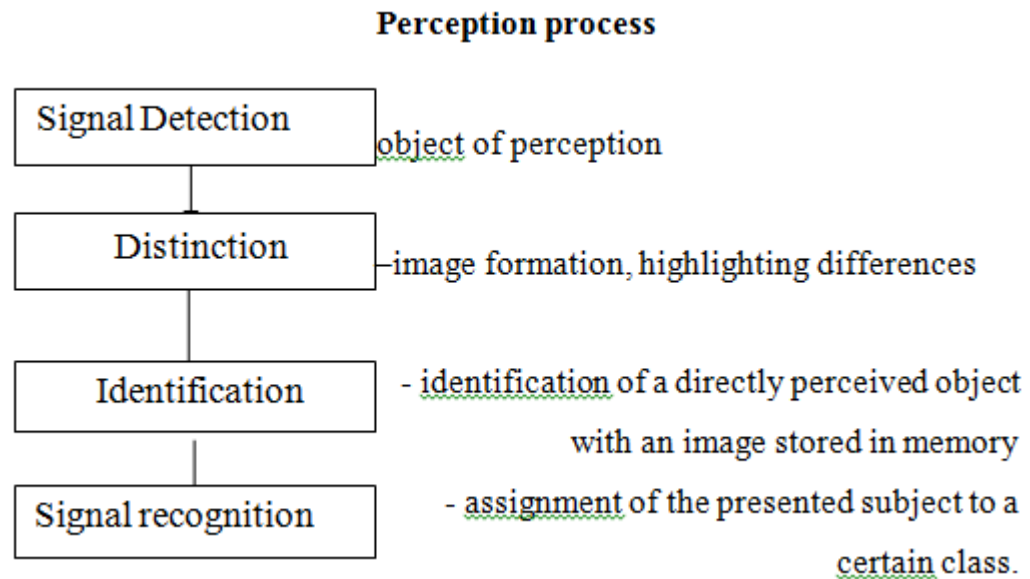 Perception process
Signal Detection
object of perception
Distinction
–image formation, highlighting differences
Identification
- identification of a directly perceived object
with an image stored in memory
Signal recognition
- assignment of the presented subject to a
certain class.